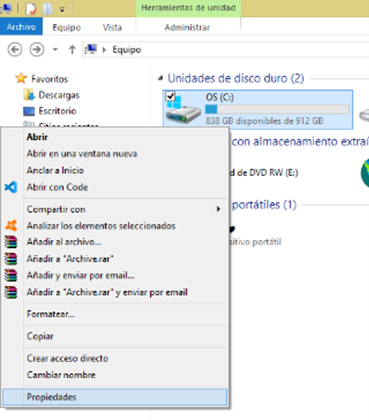 Herramientas de unidad
Archivo
Equipo
Vista
Administrar
Equipo
Favoritos
Descargas
Escritorio
Sitios recientes
Unidades de disco duro (2)
OS (C:)
838 GB disponibles de 912 GB
con almacenamiento extraí
d de DVD RW (E:)
portátiles (1)
sitivo portátil
Abrir
Abrir en una ventana nueva
Anclar a Inicio
Abrir con Code
Compartir con
Analizar los elementos seleccionados
Añadir al archivo...
Añadir a "Archive.rar"
Añadir y enviar por email...
Añadir a "Archive.rar" y enviar por email
Formatear...
Copiar
Crear acceso directo
Cambiar nombre
Propiedades